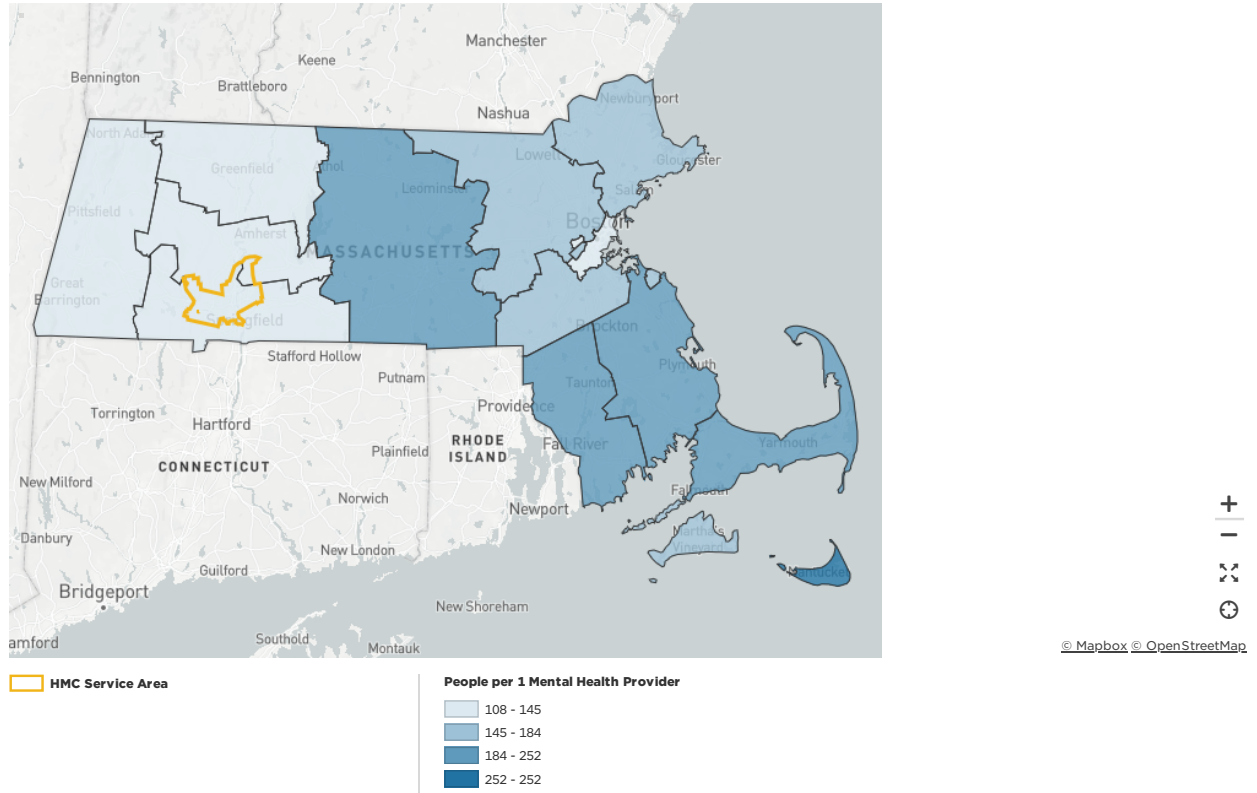 Manchester
Keene
Bennington
Brattleboro
Newburyport
Nashua
North Ad
Lowell
Gloucester
Greenfield
Athol
Leominster
Salem
Pittsfield
Boston
Amherst
MASSACHUSETTS
Great
Barrington
Springfield
Brockton
Stafford Hollow
Plymouth
Putnam
Taunton
Torrington
Providence
Hartford
RHODE
ISLAND
Fall River
Yarmouth
Plainfield
CONNECTICUT
New Milford
Falmouth
Norwich
Newport
Martha's
Vineyard
Danbury
New London
Guilford
Nantucket
Bridgeport
New Shoreham
amford
Southold
Montauk
© Mapbox © OpenStreetMap
HMC Service Area
People per 1 Mental Health Provider
108 - 145
145 - 184
184 - 252
252 - 252